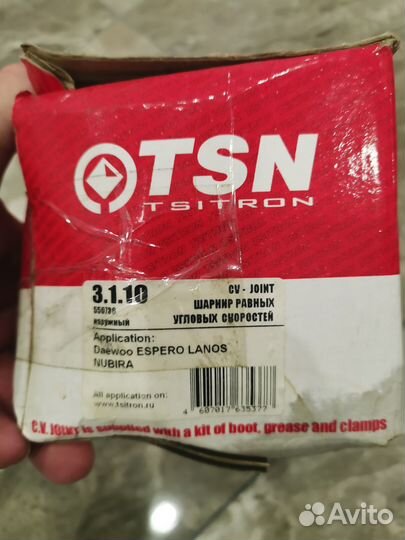 TSN
TSITRON
3.1.10
CV - JOINT
ШАРНИР РАВНЫХ
УГЛОВЫХ СКОРОСТЕЙ
наружный
Application:
Daewoo ESPERO LANOS
NUBIRA
All application on:
www.tsitron.ru
4 607017 635377
C.V. JOINT is supplied with a kit of boot, grease and clamps
Avito